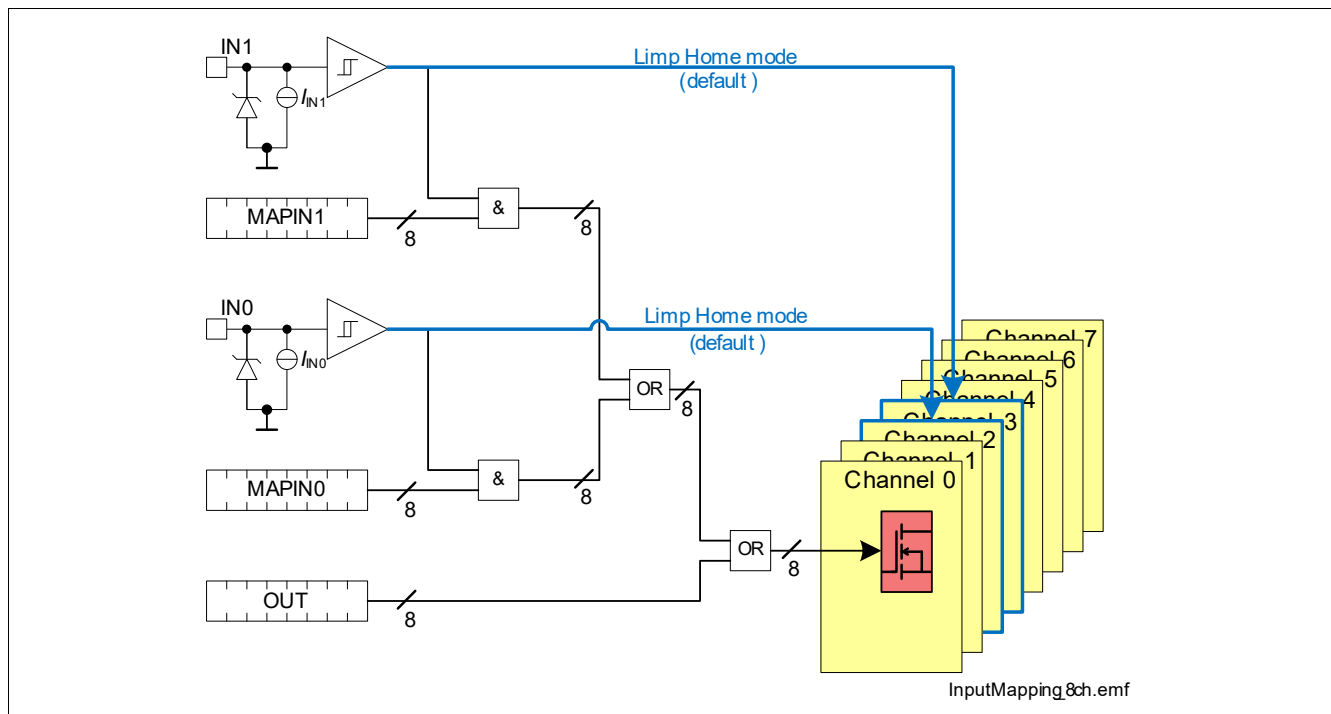 IN1
Limp Home mode
(default )
IIN1
MAPIN1
8
&
8
IN0
Limp Home mode
(default )
IIN0
Channel 7
Channel 6
Channel 5
Channel 4
Channel 3
Channel 2
Channel 1
Channel 0
OR
8
MAPIN0
8
&
8
OR
8
OUT
8
InputMapping_8ch.emf